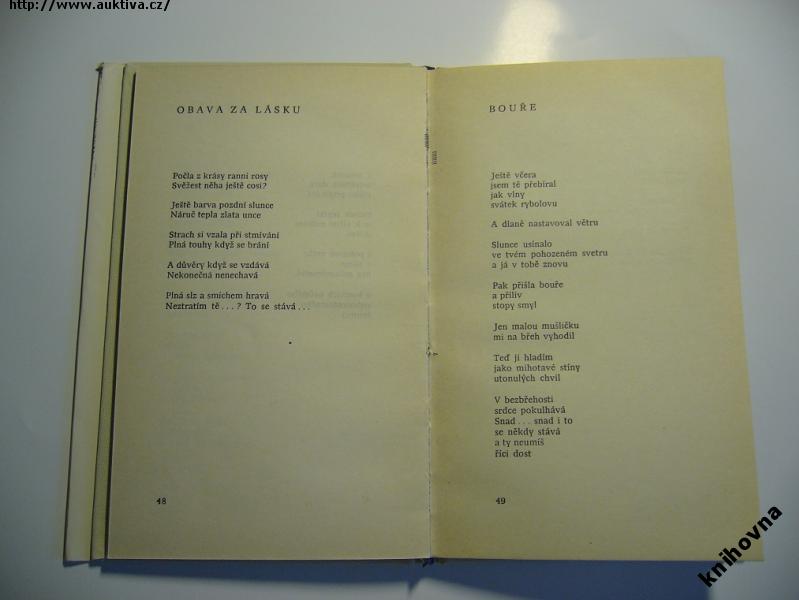 http://www.auktiva.cz/
OBAVA ZA LÁSKU
Počla z krásy ranní rosy
Svěžest něha ještě cosi?
Ještě barva pozdní slunce
Náruč tepla zlata unce
Strach si vzala při stmívání
Plná touhy když se brání
A důvěry když se vzdává
Nekonečná nenechavá
Plná slz a smíchem hravá
Neztratím tě...? To se stává...
48
BOUŘE
Ještě včera
jsem tě přebíral
jak vlny
svátek rybolovu
A dlaně nastavoval větru
Slunce usínalo
ve tvém pohozeném svetru
a já v tobě znovu
Pak přišla bouře
a příliv
stopy smyl
Jen malou mušličku
mi na břeh vyhodil
Teď ji hladím
jako mihotavé stíny
utonulých chvil
V bezbřehosti
srdce pokulhává
Snad...snad i to
se někdy stává
a ty neumíš
říci dost
49
knihovna